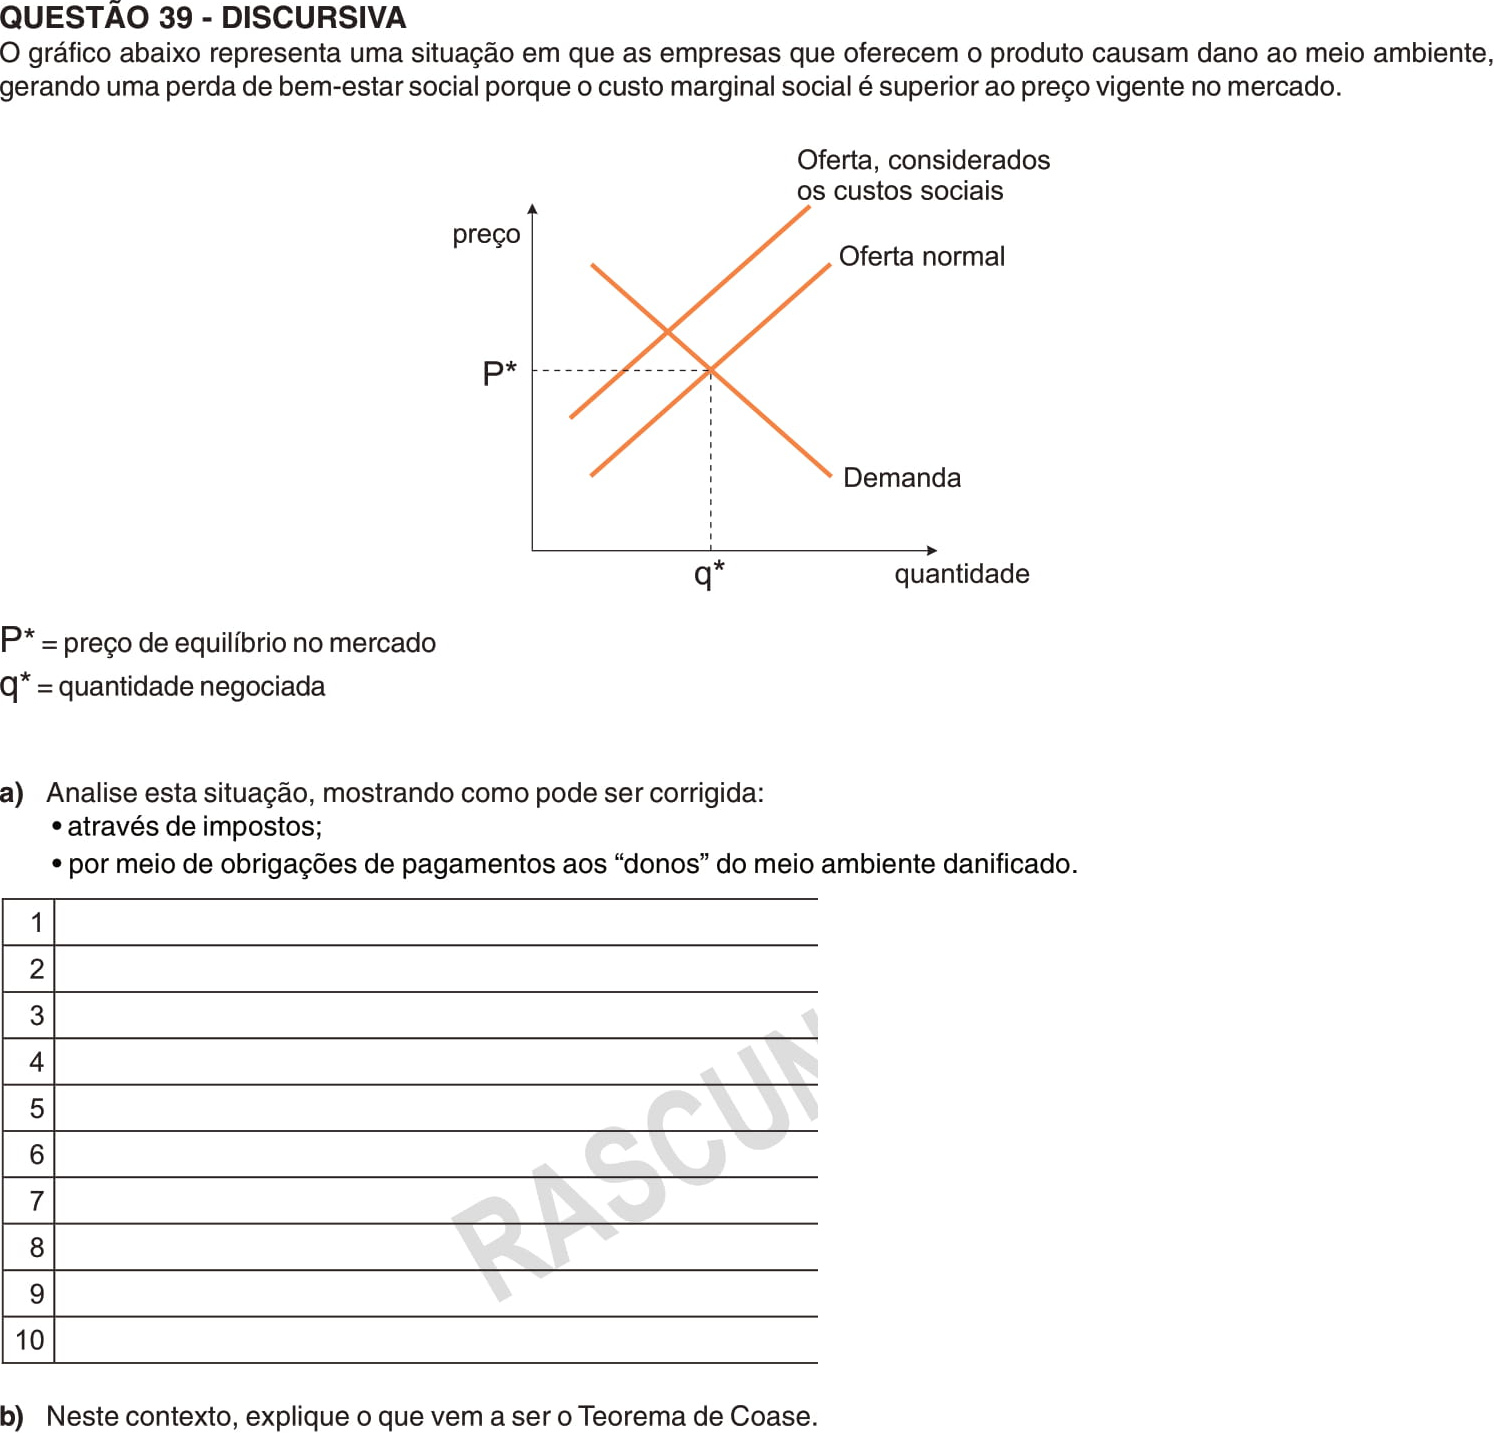 QUESTÃO 39 - DISCURSIVA
O gráfico abaixo representa uma situação em que as empresas que oferecem o produto causam dano ao meio ambiente,
gerando uma perda de bem-estar social porque o custo marginal social é superior ao preço vigente no mercado.
Oferta, considerados
os custos sociais
preço
Oferta normal
P*
Demanda
q*
quantidade
P* = preço de equilíbrio no mercado
q* = quantidade negociada
a) Analise esta situação, mostrando como pode ser corrigida:
• através de impostos;
• por meio de obrigações de pagamentos aos “donos” do meio ambiente danificado.
1
2
3
4
5
6
7
8
9
10
RASCUN
b) Neste contexto, explique o que vem a ser o Teorema de Coase.